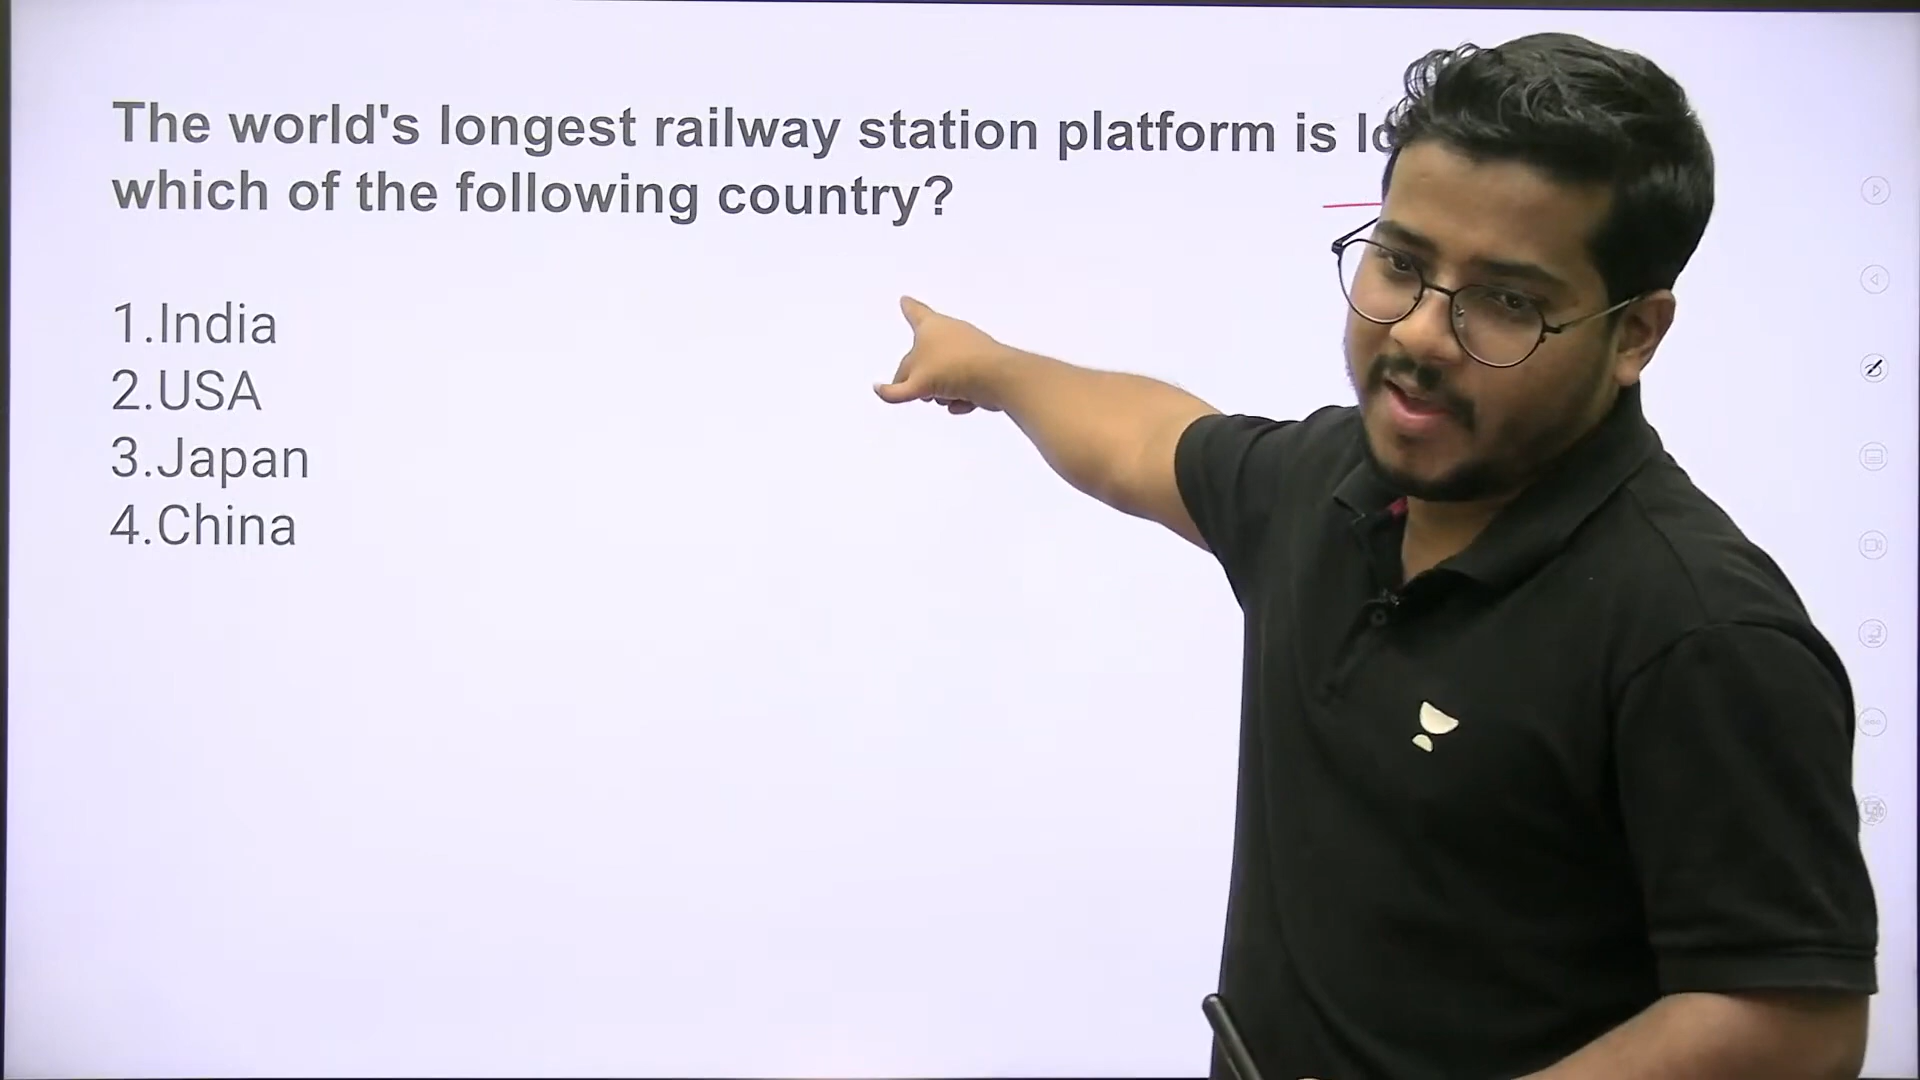 The world's longest railway station platform is
which of the following country?
1.India
2.USA
3.Japan
4.China